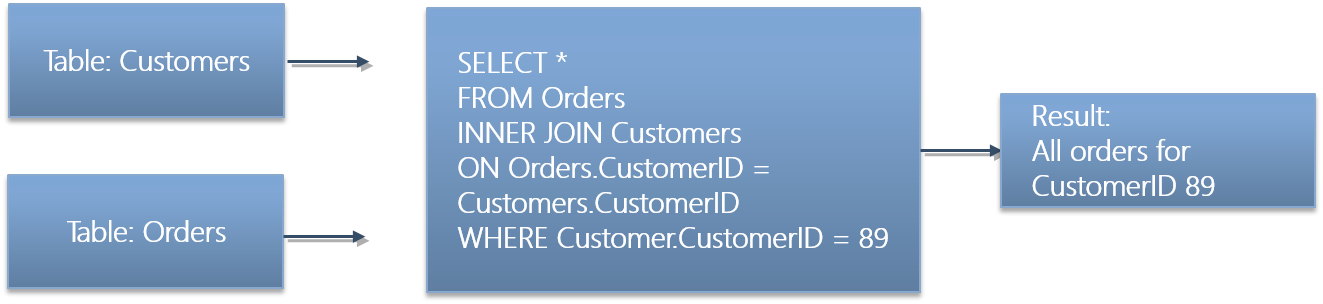 Table: Customers
Table: Orders
SELECT *
FROM Orders
INNER JOIN Customers
ON Orders.CustomerID =
Customers.CustomerID
WHERE Customer.CustomerID = 89
Result:
All orders for
CustomerID 89